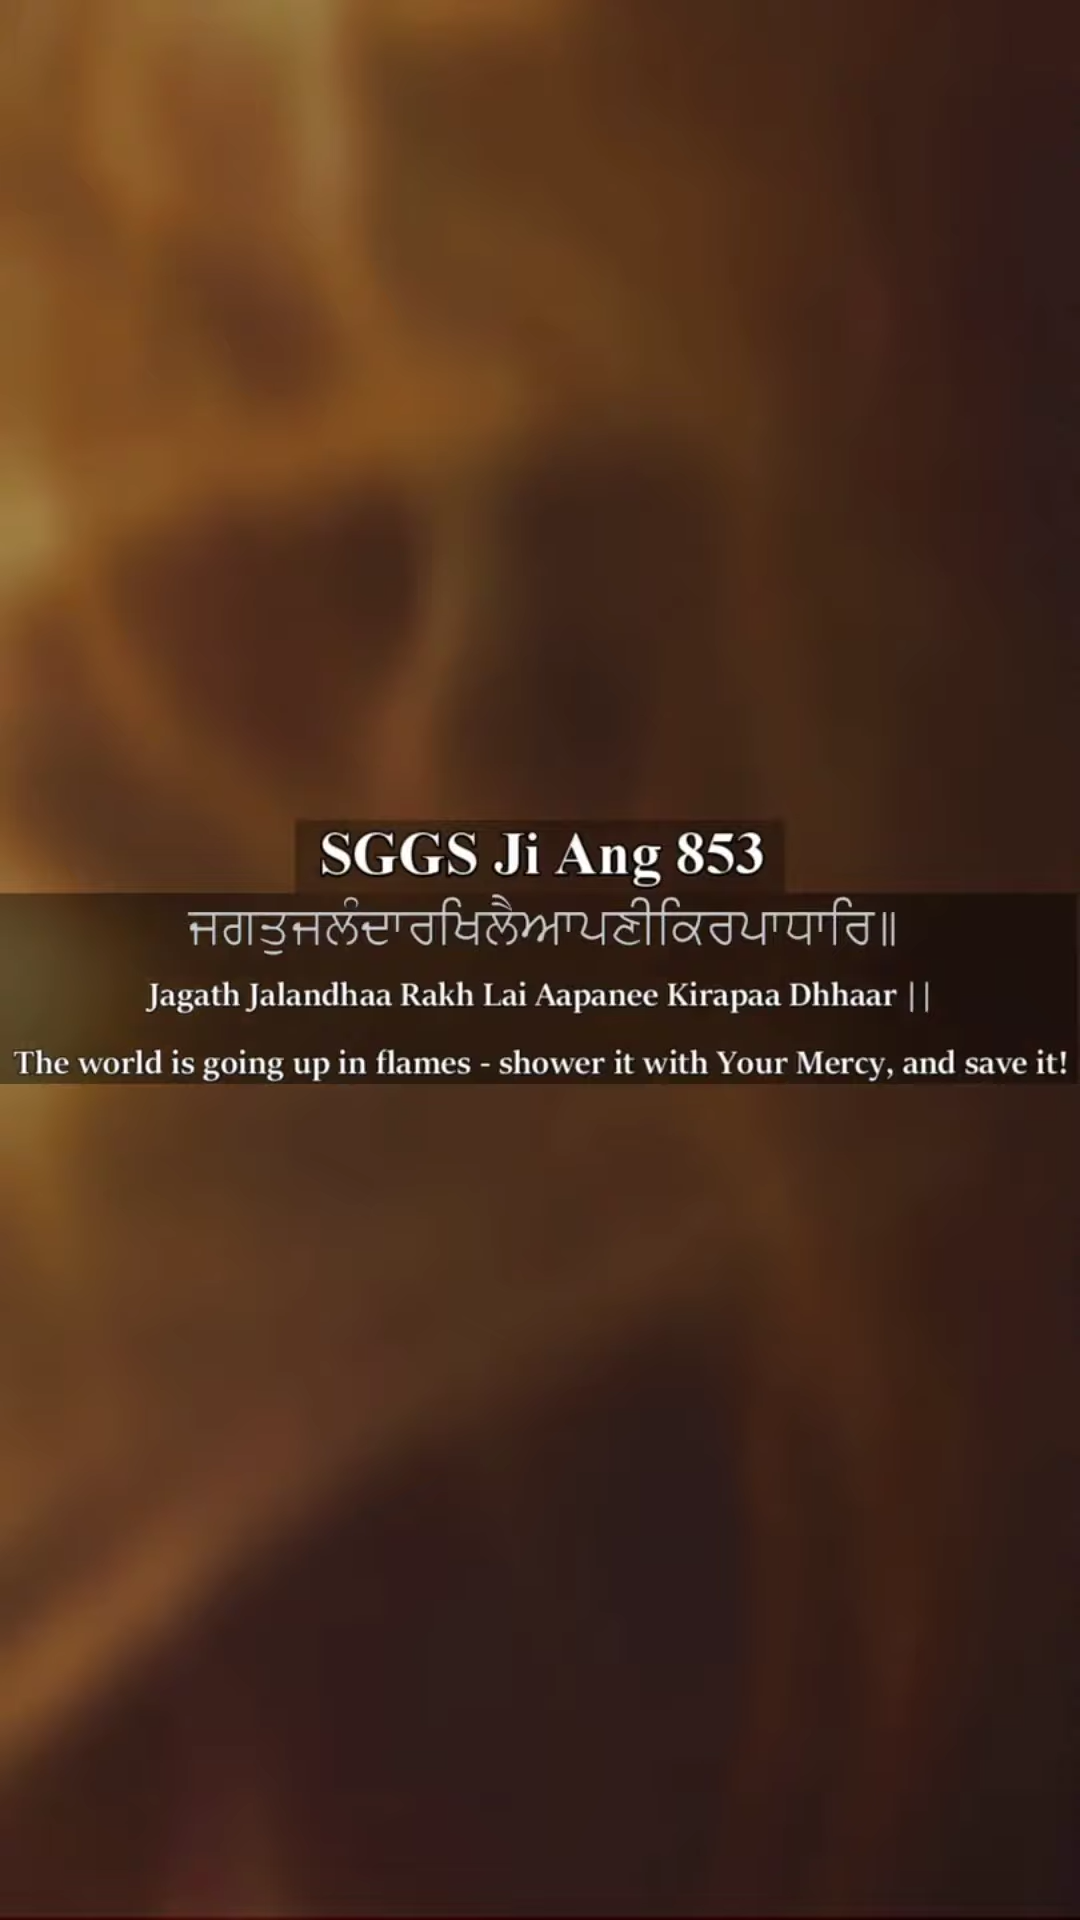 SGGS Ji Ang 853
ਜਗਤੁਜਲੰਦਾਰਖਿਲੈਆਪਣੀਕਿਰਪਾਧਾਰਿ॥
Jagath Jalandhaa Rakh Lai Aapanee Kirapaa Dhhaar ||
The world is going up in flames - shower it with Your Mercy, and save it!